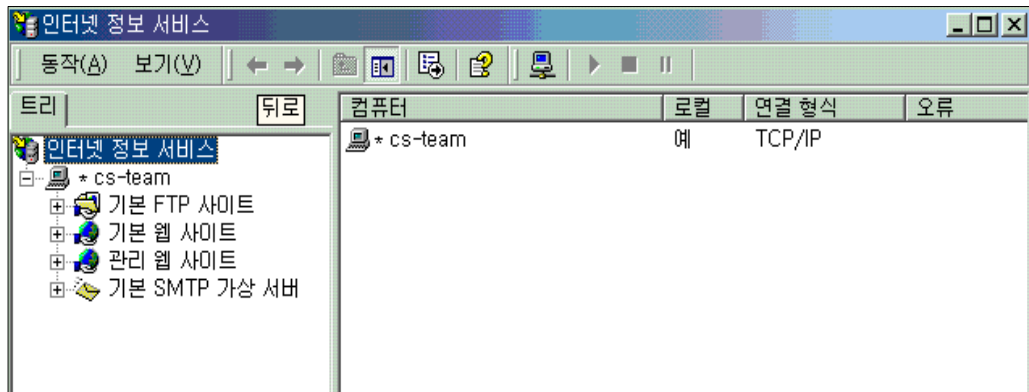 인터넷 정보 서비스
동작(A) 보기(V)
트리 뒤로 컴퓨터 로컬 연결 형식 오류
인터넷 정보 서비스 * cs-team 예 TCP/IP
* cs-team
기본 FTP 사이트
기본 웹 사이트
관리 웹 사이트
기본 SMTP 가상 서버